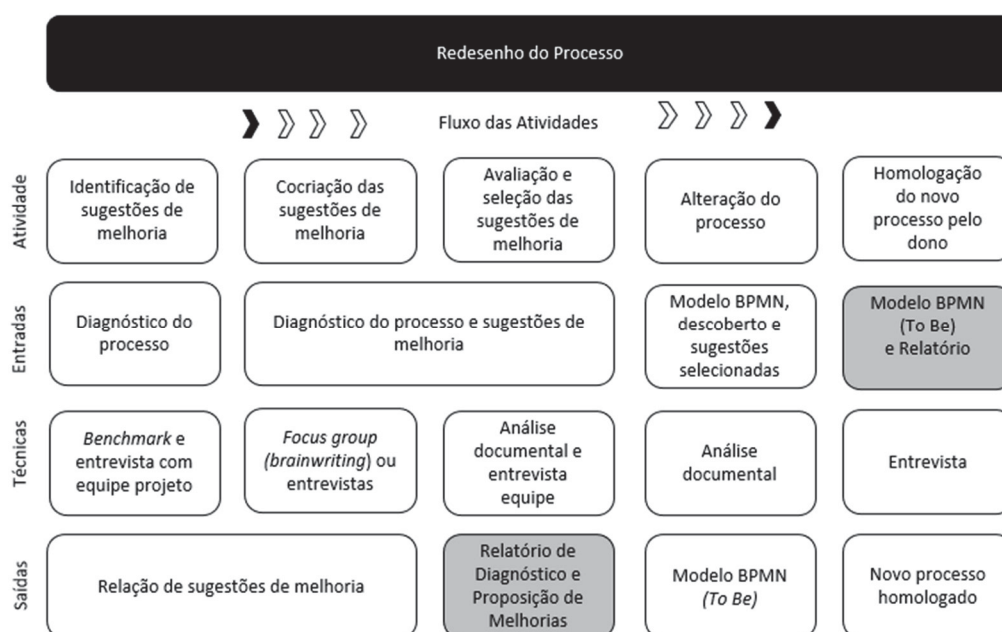 Redesenho do Processo
Fluxo das Atividades
Atividade
Identificação de
sugestões de
melhoria
Cocriação das
sugestões de
melhoria
Avaliação e
seleção das
sugestões de
melhoria
Alteração do
processo
Homologação
do novo
processo pelo
dono
Entradas
Diagnóstico do
processo
Diagnóstico do processo e sugestões de
melhoria
Modelo BPMN,
descoberto e
sugestões
selecionadas
Modelo BPMN
(To Be)
e Relatório
Técnicas
Benchmark e
entrevista com
equipe projeto
Focus group
(brainwriting) ou
entrevistas
Análise
documental e
entrevista
equipe
Análise
documental
Entrevista
Saídas
Relação de sugestões de melhoria
Relatório de
Diagnóstico e
Proposição de
Melhorias
Modelo BPMN
(To Be)
Novo processo
homologado